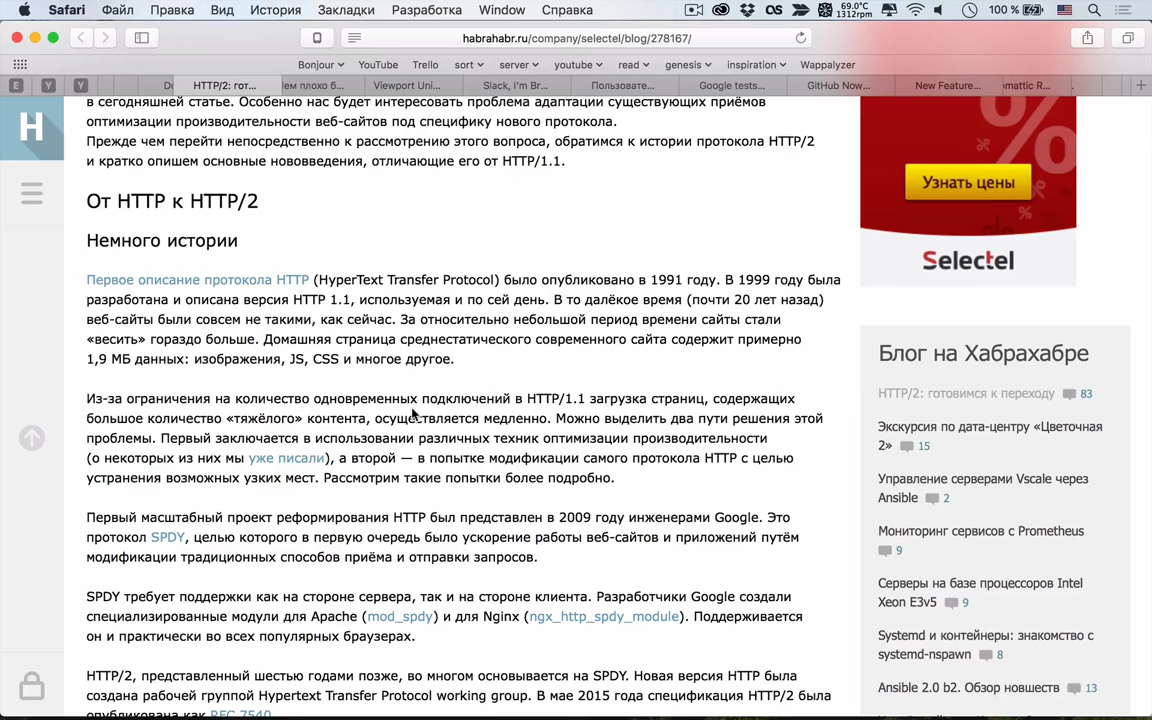 Safari Файл Правка Вид История Закладки Разработка Window Справка
69.0°C
1312rpm
100 %
habrahabr.ru/company/selectel/blog/278167/
Bonjour YouTube Trello sort server youtube read genesis inspiration Wappalyzer
E Y Y HTTP/2: гот... Viewport Uni... Slack, I'm Br... Пользовате... Google tests... GitHub Now... New Feature...
в сегодняшней статье. Особенно нас будет интересовать проблема адаптации существующих приёмов
оптимизации производительности веб-сайтов под специфику нового протокола.
Прежде чем перейти непосредственно к рассмотрению этого вопроса, обратимся к истории протокола HTTP/2
и кратко опишем основные нововведения, отличающие его от HTTP/1.1.
От HTTP к HTTP/2
Немного истории
Первое описание протокола HTTP (HyperText Transfer Protocol) было опубликовано в 1991 году. В 1999 году была
разработана и описана версия HTTP 1.1, используемая и по сей день. В то далёкое время (почти 20 лет назад)
веб-сайты были совсем не такими, как сейчас. За относительно небольшой период времени сайты стали
«весить» гораздо больше. Домашняя страница среднестатического современного сайта содержит примерно
1,9 МБ данных: изображения, JS, CSS и многое другое.
Из-за ограничения на количество одновременных подключений в HTTP/1.1 загрузка страниц, содержащих
большое количество «тяжёлого» контента, осуществляется медленно. Можно выделить два пути решения этой
проблемы. Первый заключается в использовании различных техник оптимизации производительности
(о некоторых из них мы уже писали), а второй — в попытке модификации самого протокола HTTP с целью
устранения возможных узких мест. Рассмотрим такие попытки более подробно.
Первый масштабный проект реформирования HTTP был представлен в 2009 году инженерами Google. Это
протокол SPDY, целью которого в первую очередь было ускорение работы веб-сайтов и приложений путём
модификации традиционных способов приёма и отправки запросов.
SPDY требует поддержки как на стороне сервера, так и на стороне клиента. Разработчики Google создали
специализированные модули для Apache (mod_spdy) и для Nginx (ngx_http_spdy_module). Поддерживается
он и практически во всех популярных браузерах.
HTTP/2, представленный шестью годами позже, во многом основывается на SPDY. Новая версия HTTP была
создана рабочей группой Hypertext Transfer Protocol working group. В мае 2015 года спецификация HTTP/2 была
опубликована как RFC 7540.
H
%
Узнать цены
Selectel
Блог на Хабрахабре
HTTP/2: готовимся к переходу 83
Экскурсия по дата-центру «Цветочная
2» 15
Управление серверами Vscale через
Ansible 2
Мониторинг сервисов с Prometheus
9
Серверы на базе процессоров Intel
Xeon E3v5 9
Systemd и контейнеры: знакомство с
systemd-nspawn 8
Ansible 2.0 b2. Обзор новшеств 13